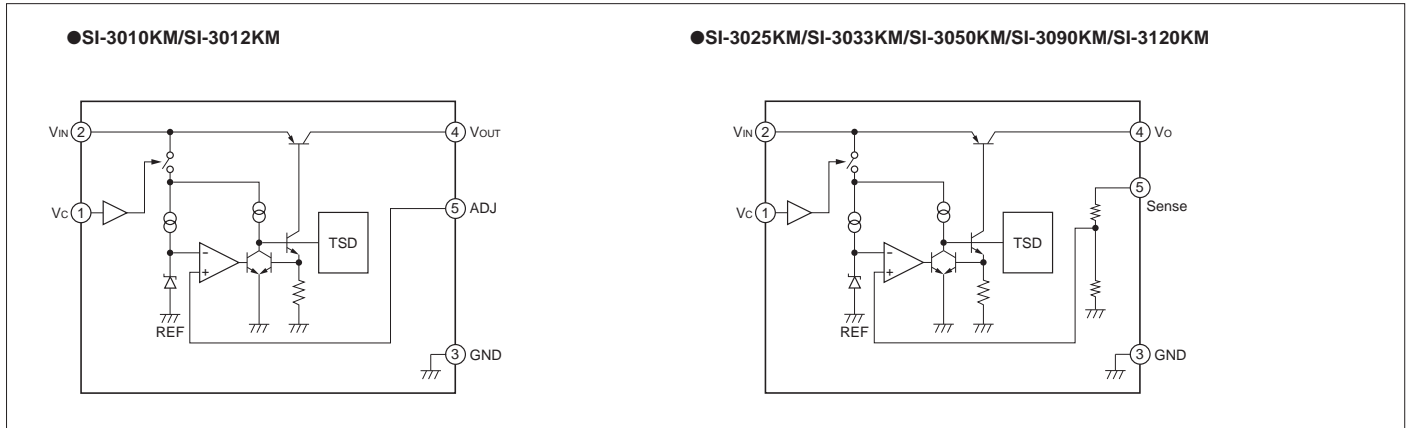 ●SI-3010KM/SI-3012KM
VIN 2
4 VOUT
VC 1
5 ADJ
TSD
−
+
REF
3 GND
●SI-3025KM/SI-3033KM/SI-3050KM/SI-3090KM/SI-3120KM
VIN 2
4 VO
5
Sense
VC 1
TSD
−
+
REF
3 GND